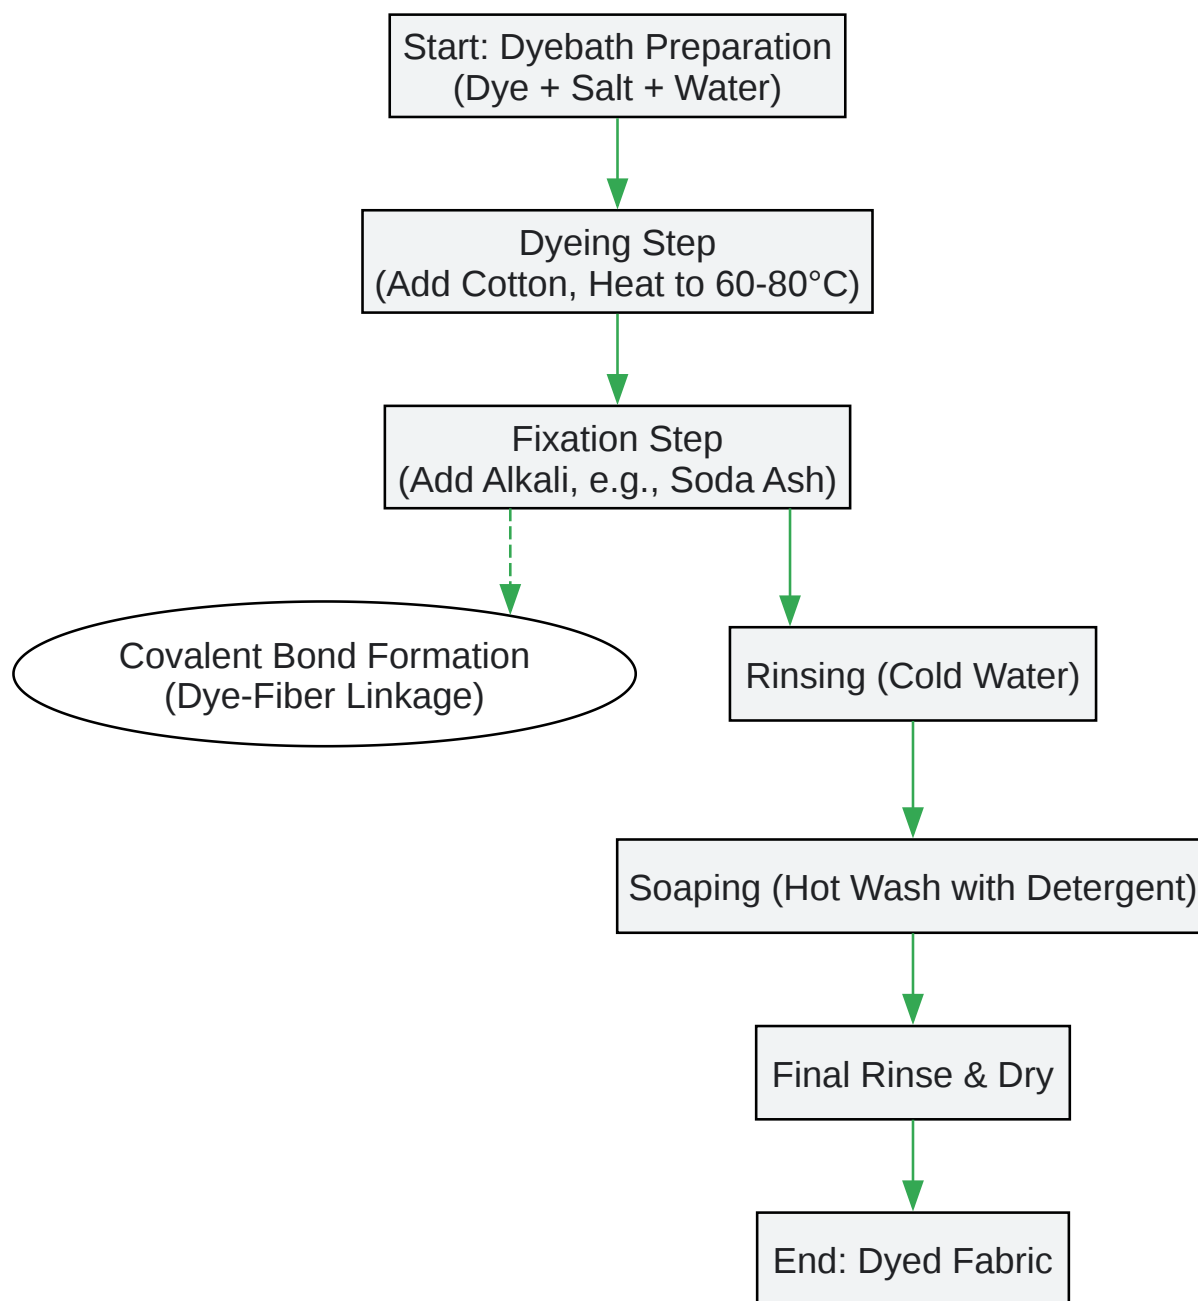 Start: Dyebath Preparation
(Dye + Salt + Water)
Dyeing Step
(Add Cotton, Heat to 60-80°C)
Fixation Step
(Add Alkali, e.g., Soda Ash)
Covalent Bond Formation
(Dye-Fiber Linkage)
Rinsing (Cold Water)
Soaping (Hot Wash with Detergent)
Final Rinse & Dry
End: Dyed Fabric